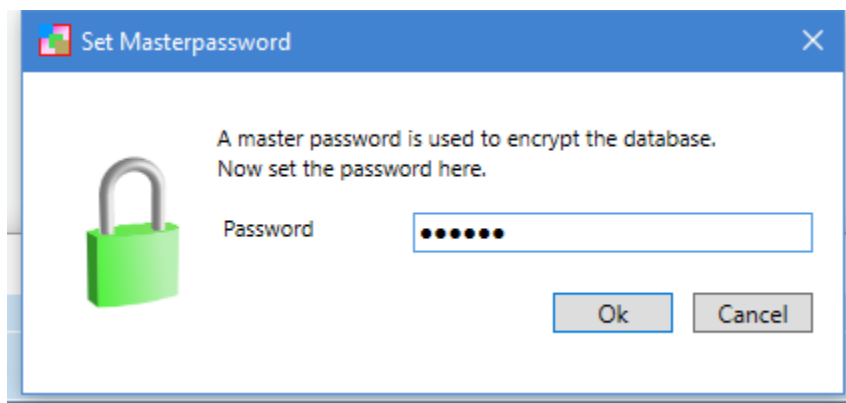 Set Masterpassword
A master password is used to encrypt the database.
Now set the password here.
Password ●●●●●●
Ok Cancel